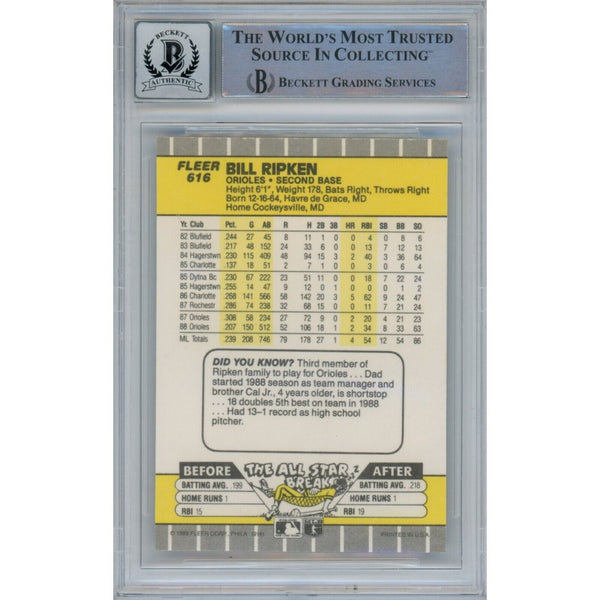 BECKETT
B
AUTHENTIC
THE WORLD'S MOST TRUSTED
SOURCE IN COLLECTING™
B BECKETT GRADING SERVICES
FLEER
616
BILL RIPKEN
ORIOLES • SECOND BASE
Height 6'1", Weight 178, Bats Right, Throws Right
Born 12-16-64, Havre de Grace, MD
Home Cockeysville, MD
Yr. Club Pct. G AB R H 2B 3B HR RBI SB BB SO
82 Blufield .244 27 45 8 11 1 0 0 4 0 8 6
83 Blufield .217 48 152 24 33 6 0 0 13 7 12 13
84 Hagerstwn .230 115 409 48 94 15 3 2 40 3 36 64
85 Charlotte .137 18 51 2 7 1 0 0 3 0 6 4
85 Dytna Bc .230 67 222 23 51 11 0 0 18 7 22 24
85 Hagerstwn .255 14 47 9 12 0 1 0 0 0 6 3
86 Charlotte .268 141 566 58 142 20 3 5 62 9 24 47
87 Rochestr .286 74 238 32 68 15 0 0 11 7 21 24
87 Orioles .308 58 234 27 72 9 0 2 20 4 21 23
88 Orioles .207 150 512 52 106 18 1 2 34 8 33 63
ML Totals .239 208 746 79 178 27 1 4 54 12 54 86
DID YOU KNOW? Third member of
Ripken family to play for Orioles . . . Dad
started 1988 season as team manager and
brother Cal Jr., 4 years older, is shortstop
. . . 18 doubles 5th best on team in 1988 . . .
. . . Had 13–1 record as high school
pitcher.
BEFORE THE ALL STAR BREAK AFTER
BATTING AVG. .199 BATTING AVG. .218
HOME RUNS 1 HOME RUNS 1
RBI 15 RBI 19
© 1989 FLEER CORP., PHILA. 19141 PRINTED IN U.S.A.